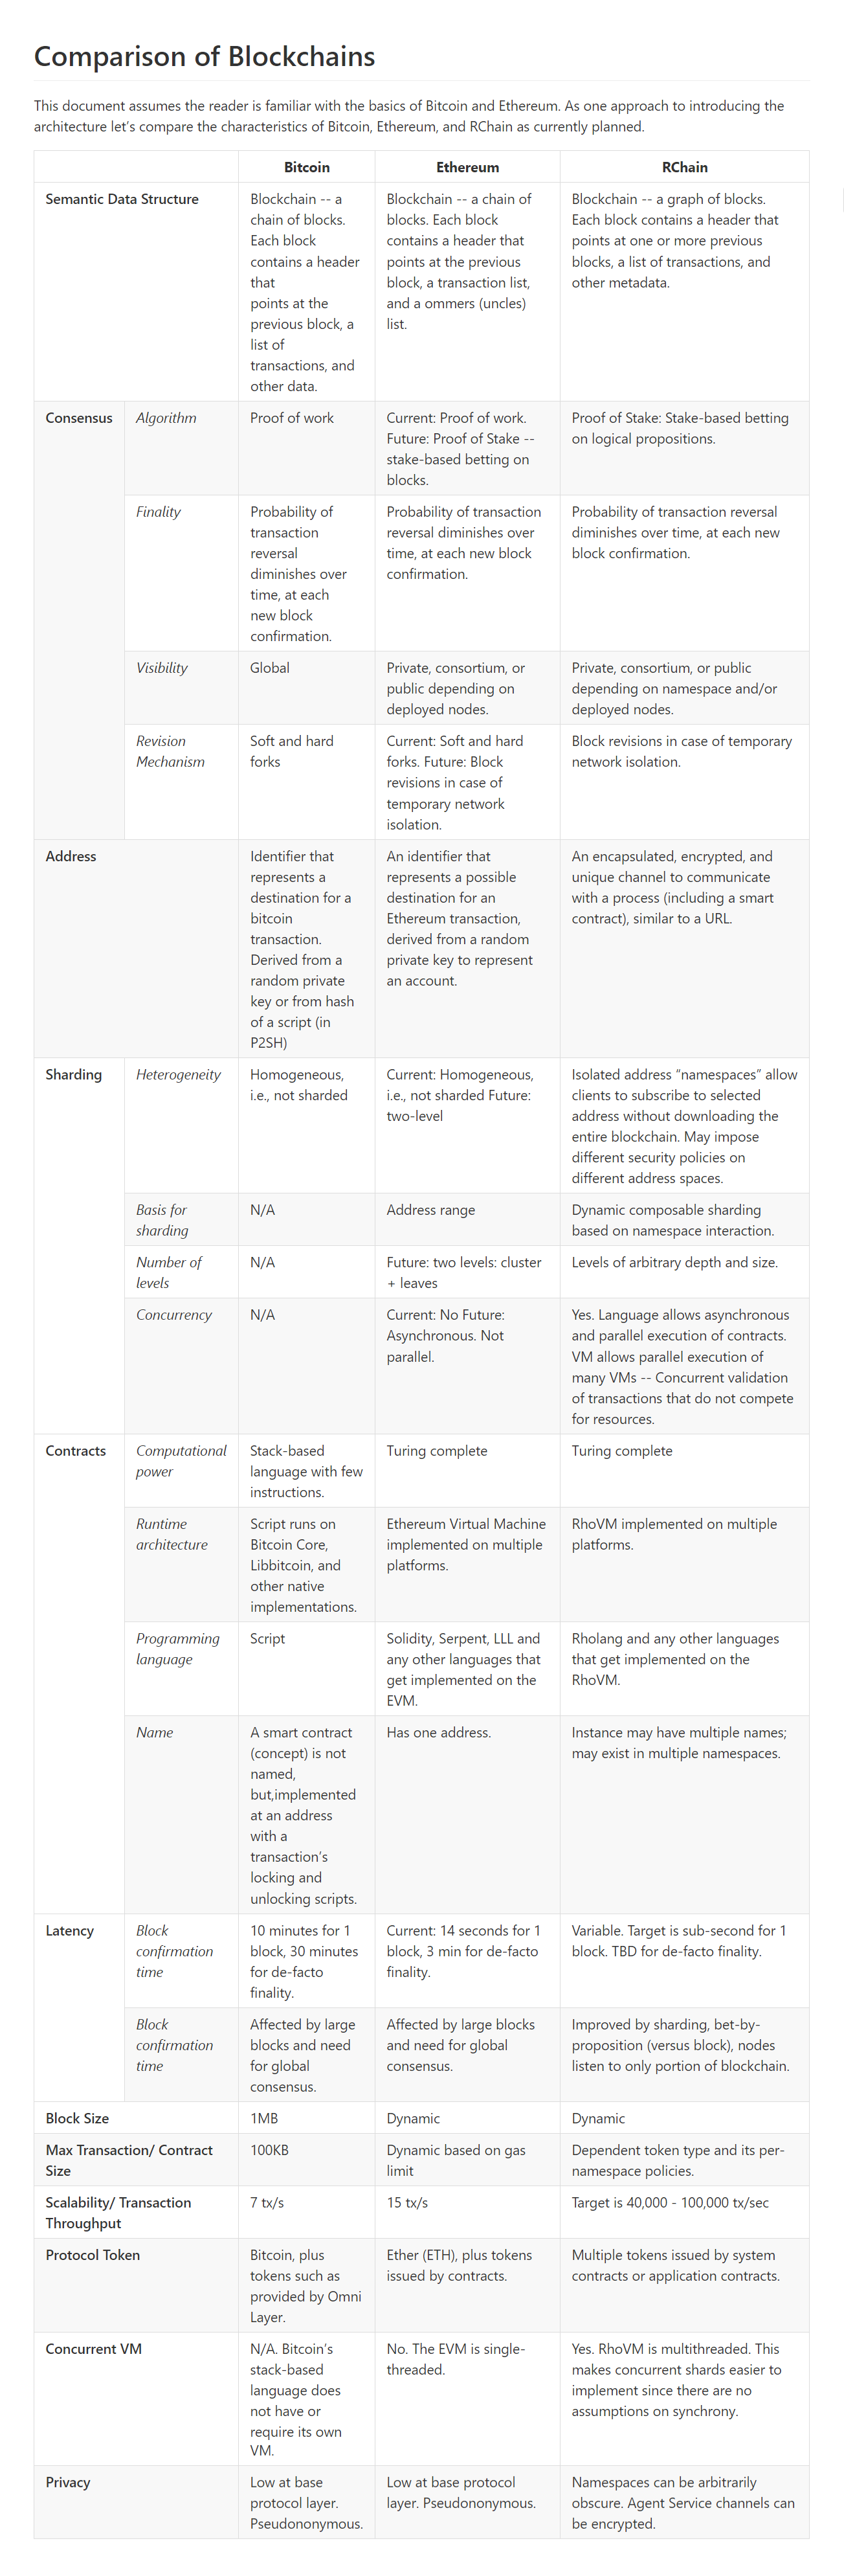 Comparison of Blockchains
This document assumes the reader is familiar with the basics of Bitcoin and Ethereum. As one approach to introducing the
architecture let’s compare the characteristics of Bitcoin, Ethereum, and RChain as currently planned.
Bitcoin
Ethereum
RChain
Semantic Data Structure
Blockchain -- a
chain of blocks.
Each block
contains a header
that
points at the
previous block, a
list of
transactions, and
other data.
Blockchain -- a chain of
blocks. Each block
contains a header that
points at the previous
block, a transaction list,
and a ommers (uncles)
list.
Blockchain -- a graph of blocks.
Each block contains a header that
points at one or more previous
blocks, a list of transactions, and
other metadata.
Consensus
Algorithm
Proof of work
Current: Proof of work.
Future: Proof of Stake --
stake-based betting on
blocks.
Proof of Stake: Stake-based betting
on logical propositions.
Finality
Probability of
transaction
reversal
diminishes over
time, at each
new block
confirmation.
Probability of transaction
reversal diminishes over
time, at each new block
confirmation.
Probability of transaction reversal
diminishes over time, at each new
block confirmation.
Visibility
Global
Private, consortium, or
public depending on
deployed nodes.
Private, consortium, or public
depending on namespace and/or
deployed nodes.
Revision
Mechanism
Soft and hard
forks
Current: Soft and hard
forks. Future: Block
revisions in case of
temporary network
isolation.
Block revisions in case of temporary
network isolation.
Address
Identifier that
represents a
destination for a
bitcoin
transaction.
Derived from a
random private
key or from hash
of a script (in
P2SH)
An identifier that
represents a possible
destination for an
Ethereum transaction,
derived from a random
private key to represent
an account.
An encapsulated, encrypted, and
unique channel to communicate
with a process (including a smart
contract), similar to a URL.
Sharding
Heterogeneity
Homogeneous,
i.e., not sharded
Current: Homogeneous,
i.e., not sharded Future:
two-level
Isolated address “namespaces” allow
clients to subscribe to selected
address without downloading the
entire blockchain. May impose
different security policies on
different address spaces.
Basis for
sharding
N/A
Address range
Dynamic composable sharding
based on namespace interaction.
Number of
levels
N/A
Future: two levels: cluster
+ leaves
Levels of arbitrary depth and size.
Concurrency
N/A
Current: No Future:
Asynchronous. Not
parallel.
Yes. Language allows asynchronous
and parallel execution of contracts.
VM allows parallel execution of
many VMs -- Concurrent validation
of transactions that do not compete
for resources.
Contracts
Computational
power
Stack-based
language with few
instructions.
Turing complete
Turing complete
Runtime
architecture
Script runs on
Bitcoin Core,
Libbitcoin, and
other native
implementations.
Ethereum Virtual Machine
implemented on multiple
platforms.
RhoVM implemented on multiple
platforms.
Programming
language
Script
Solidity, Serpent, LLL and
any other languages that
get implemented on the
EVM.
Rholang and any other languages
that get implemented on the
RhoVM.
Name
A smart contract
(concept) is not
named,
but,implemented
at an address
with a
transaction’s
locking and
unlocking scripts.
Has one address.
Instance may have multiple names;
may exist in multiple namespaces.
Latency
Block
confirmation
time
10 minutes for 1
block, 30 minutes
for de-facto
finality.
Current: 14 seconds for 1
block, 3 min for de-facto
finality.
Variable. Target is sub-second for 1
block. TBD for de-facto finality.
Block
confirmation
time
Affected by large
blocks and need
for global
consensus.
Affected by large blocks
and need for global
consensus.
Improved by sharding, bet-by-
proposition (versus block), nodes
listen to only portion of blockchain.
Block Size
1MB
Dynamic
Dynamic
Max Transaction/ Contract
Size
100KB
Dynamic based on gas
limit
Dependent token type and its per-
namespace policies.
Scalability/ Transaction
Throughput
7 tx/s
15 tx/s
Target is 40,000 - 100,000 tx/sec
Protocol Token
Bitcoin, plus
tokens such as
provided by Omni
Layer.
Ether (ETH), plus tokens
issued by contracts.
Multiple tokens issued by system
contracts or application contracts.
Concurrent VM
N/A. Bitcoin’s
stack-based
language does
not have or
require its own
VM.
No. The EVM is single-
threaded.
Yes. RhoVM is multithreaded. This
makes concurrent shards easier to
implement since there are no
assumptions on synchrony.
Privacy
Low at base
protocol layer.
Pseudononymous.
Low at base protocol
layer. Pseudononymous.
Namespaces can be arbitrarily
obscure. Agent Service channels can
be encrypted.